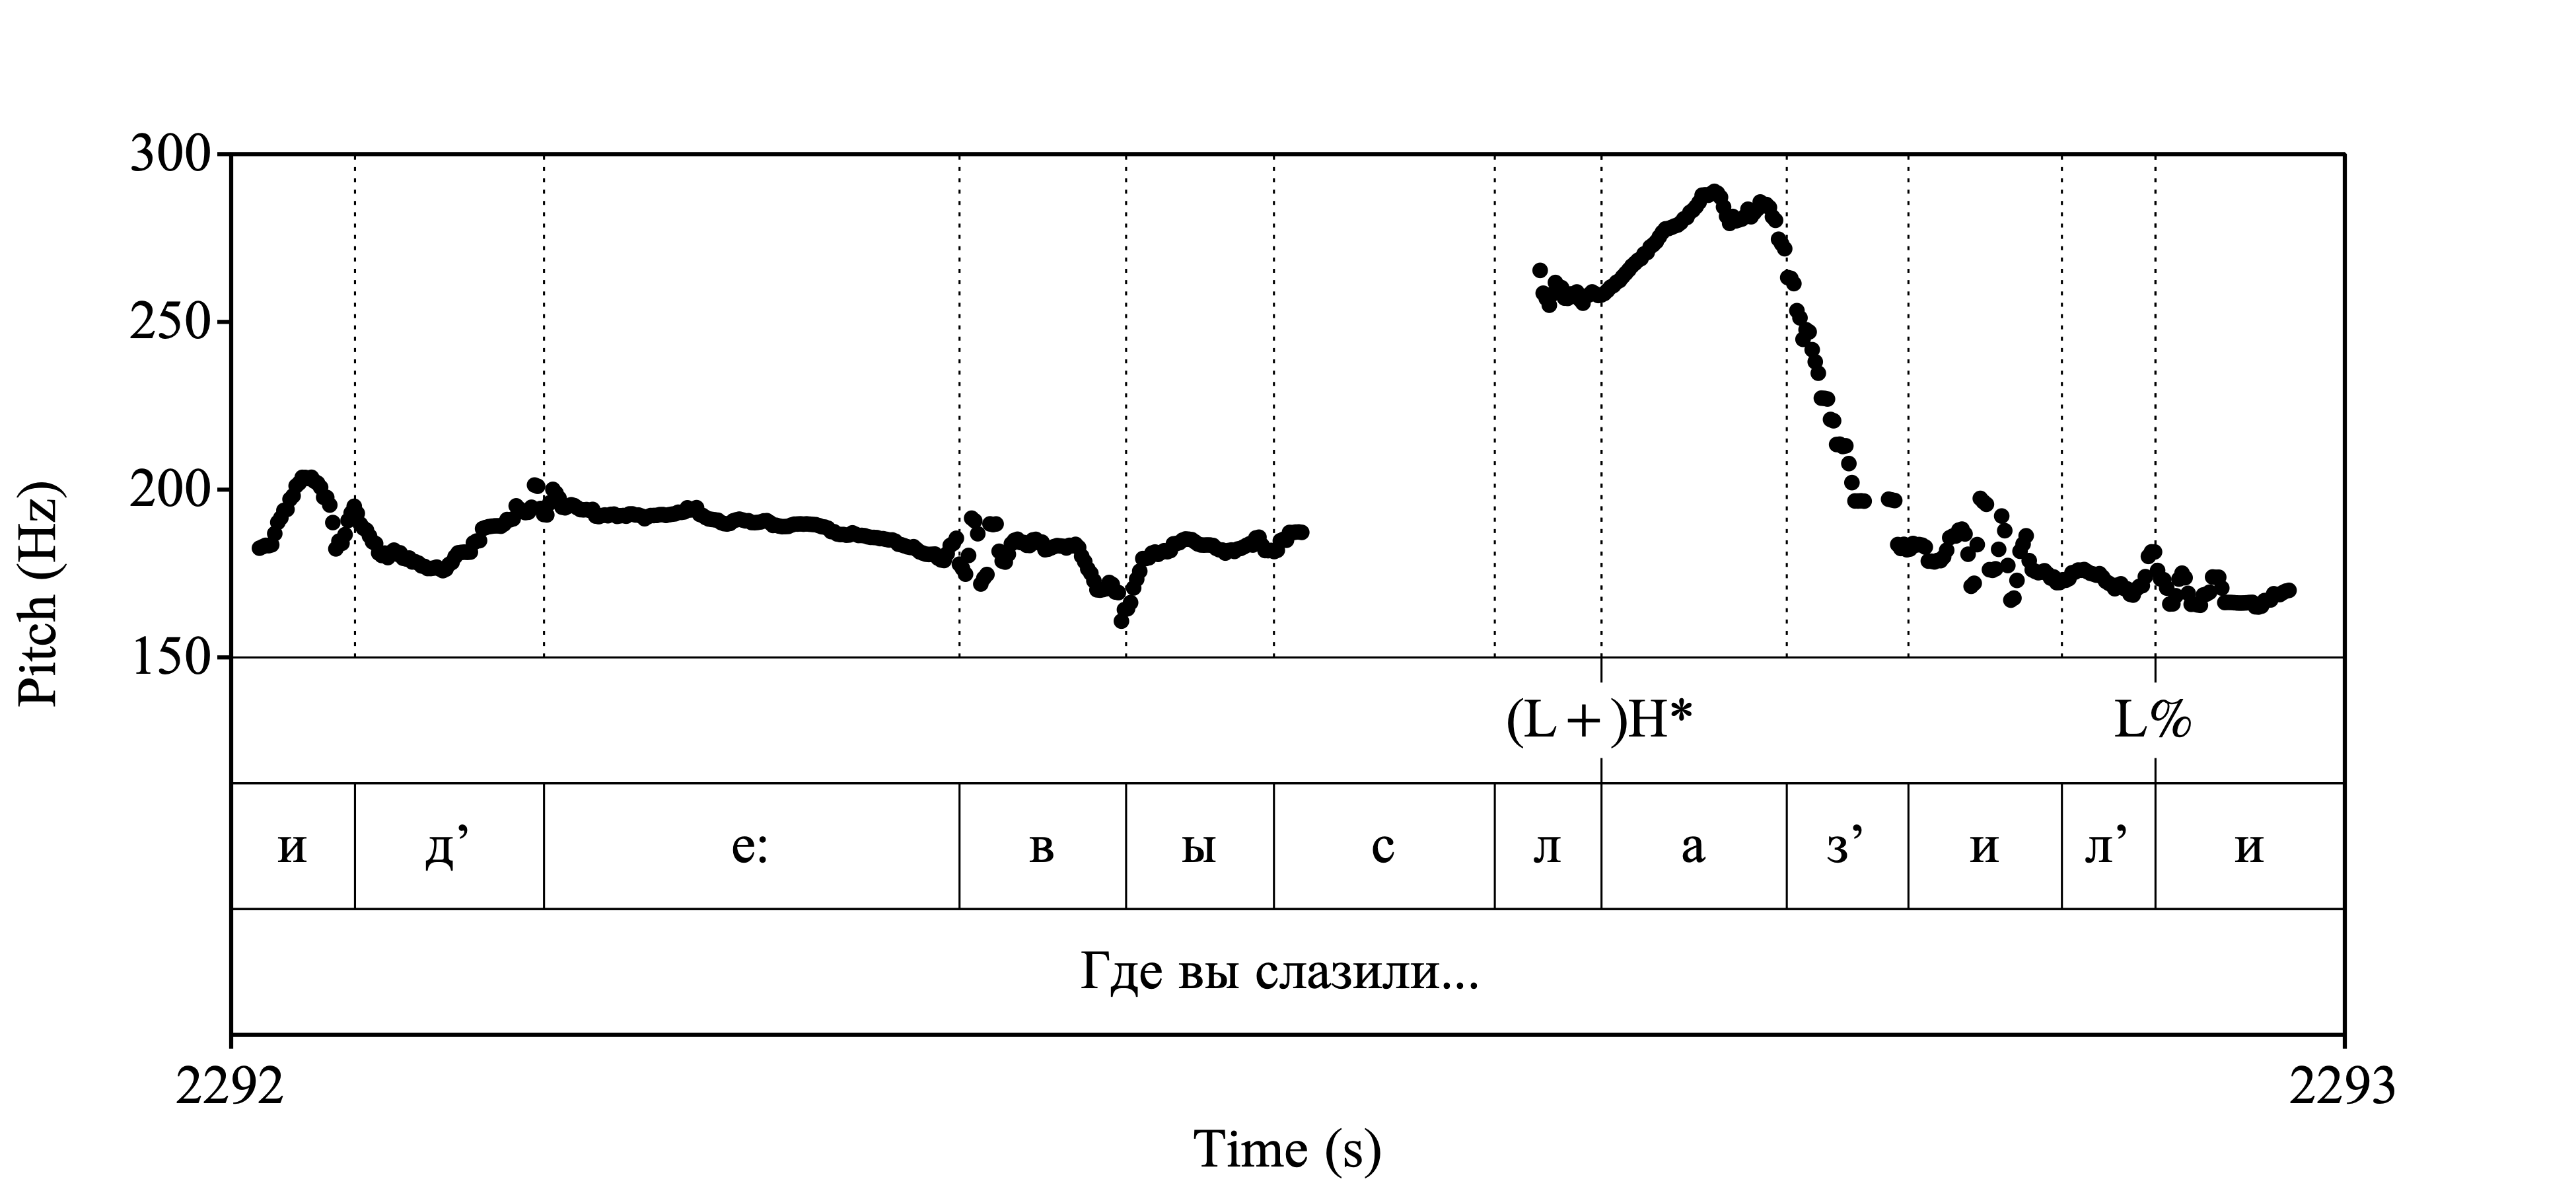 300
250
200
150
Pitch (Hz)
(L+)H* L%
и д’ е: в ы с л а з’ и л’ и
Где вы слазили...
2292 2293
Time (s)